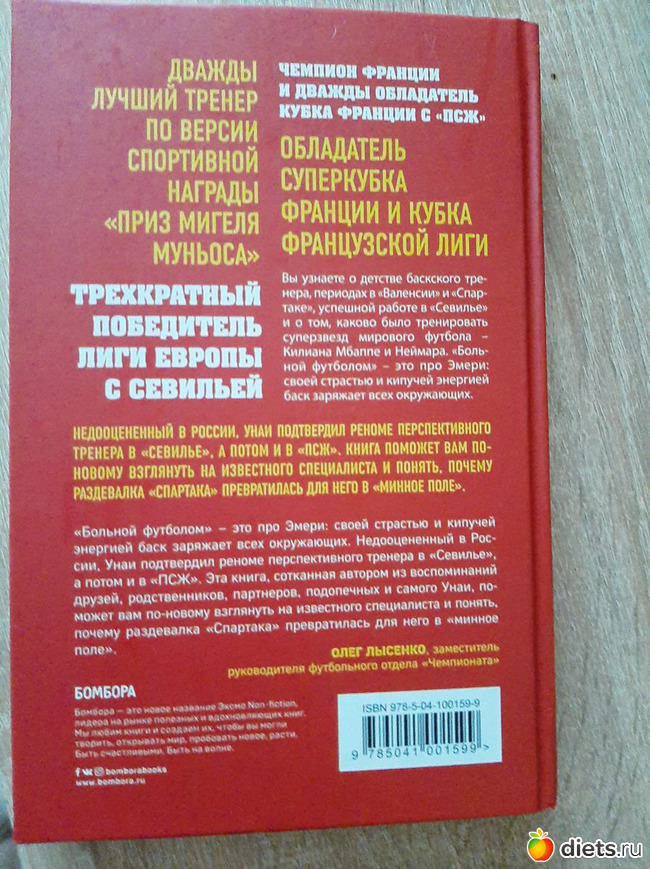 ДВАЖДЫ
ЛУЧШИЙ ТРЕНЕР
ПО ВЕРСИИ
СПОРТИВНОЙ
НАГРАДЫ
«ПРИЗ МИГЕЛЯ
МУНЬОСА»
ТРЕХКРАТНЫЙ
ПОБЕДИТЕЛЬ
ЛИГИ ЕВРОПЫ
С СЕВИЛЬЕЙ
ЧЕМПИОН ФРАНЦИИ
И ДВАЖДЫ ОБЛАДАТЕЛЬ
КУБКА ФРАНЦИИ С «ПСЖ»
ОБЛАДАТЕЛЬ
СУПЕРКУБКА
ФРАНЦИИ И КУБКА
ФРАНЦУЗСКОЙ ЛИГИ
Вы узнаете о детстве баскского тре-
нера, периодах в «Валенсии» и «Спар-
таке», успешной работе в «Севилье»
и о том, каково было тренировать
суперзвезд мирового футбола –
Килиана Мбаппе и Неймара. «Боль-
ной футболом» – это про Эмери:
своей страстью и кипучей энергией
баск заряжает всех окружающих.
НЕДООЦЕНЕННЫЙ В РОССИИ, УНАИ ПОДТВЕРДИЛ РЕНОМЕ ПЕРСПЕКТИВНОГО
ТРЕНЕРА В «СЕВИЛЬЕ», А ПОТОМ И В «ПСЖ». КНИГА ПОМОЖЕТ ВАМ ПО-
НОВОМУ ВЗГЛЯНУТЬ НА ИЗВЕСТНОГО СПЕЦИАЛИСТА И ПОНЯТЬ, ПОЧЕМУ
РАЗДЕВАЛКА «СПАРТАКА» ПРЕВРАТИЛАСЬ ДЛЯ НЕГО В «МИННОЕ ПОЛЕ».
«Больной футболом» – это про Эмери: своей страстью и кипучей
энергией баск заряжает всех окружающих. Недооцененный в Рос-
сии, Унаи подтвердил реноме перспективного тренера в «Севилье»,
а потом и в «ПСЖ». Эта книга, сотканная автором из воспоминаний
друзей, родственников, партнеров, подопечных и самого Унаи, по-
может вам по-новому взглянуть на известного специалиста и понять,
почему раздевалка «Спартака» превратилась для него в «минное
поле».
ОЛЕГ ЛЫСЕНКО, заместитель
руководителя футбольного отдела «Чемпионата»
БОМБОРА
Бомбора – это новое название Эксмо Non-fiction,
лидера на рынке полезных и вдохновляющих книг.
Мы любим книги и создаем их, чтобы вы могли
творить, открывать мир, пробовать новое, расти.
Быть счастливыми. Быть на волне.
bomborabooks
www.bombora.ru
ISBN 978-5-04-100159-9
9 785041 001599 >
diets.ru